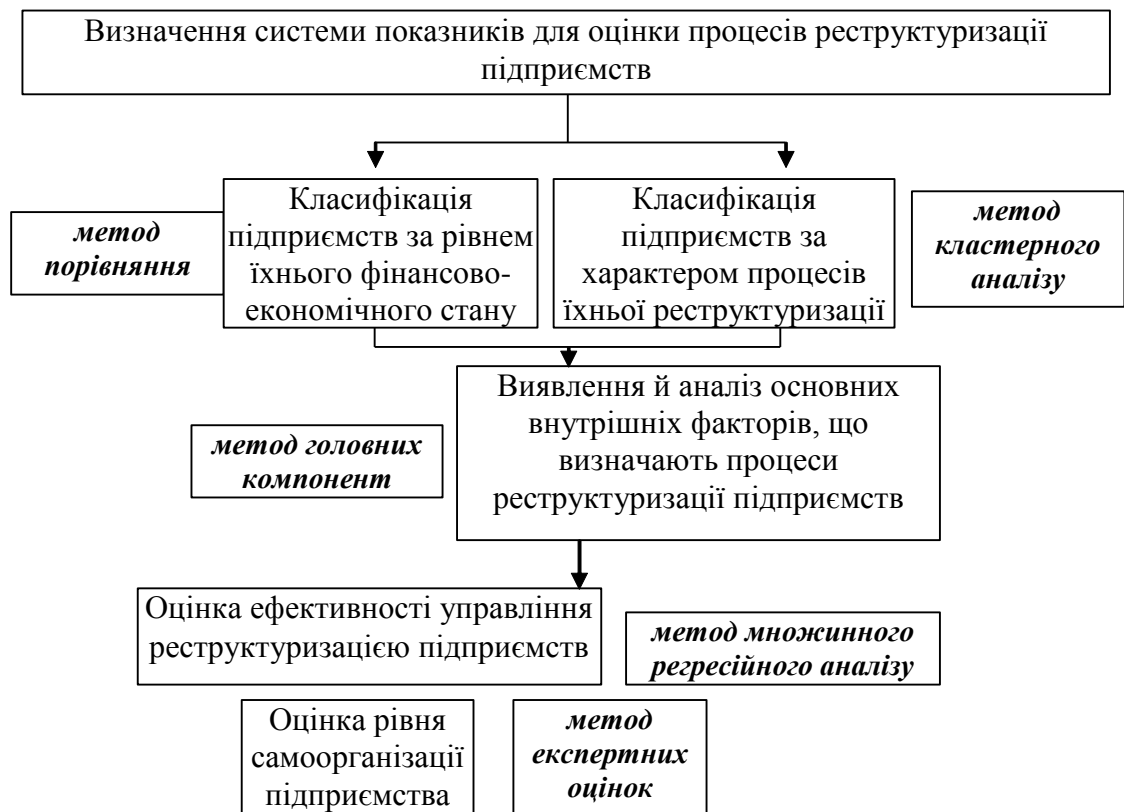 Визначення системи показників для оцінки процесів реструктуризації
підприємств
метод
порівняння
Класифікація
підприємств за рівнем
їхнього фінансово-
економічного стану
Класифікація
підприємств за
характером процесів
їхньої реструктуризації
метод
кластерного
аналізу
метод головних
компонент
Виявлення й аналіз основних
внутрішніх факторів, що
визначають процеси
реструктуризації підприємств
Оцінка ефективності управління
реструктуризацією підприємств
метод множинного
регресійного аналізу
Оцінка рівня
самоорганізації
підприємства
метод
експертних
оцінок